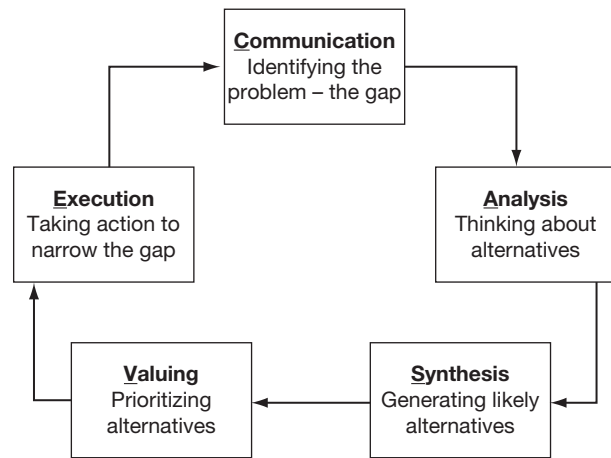 Communication
Identifying the
problem – the gap
Execution
Taking action to
narrow the gap
Analysis
Thinking about
alternatives
Valuing
Prioritizing
alternatives
Synthesis
Generating likely
alternatives